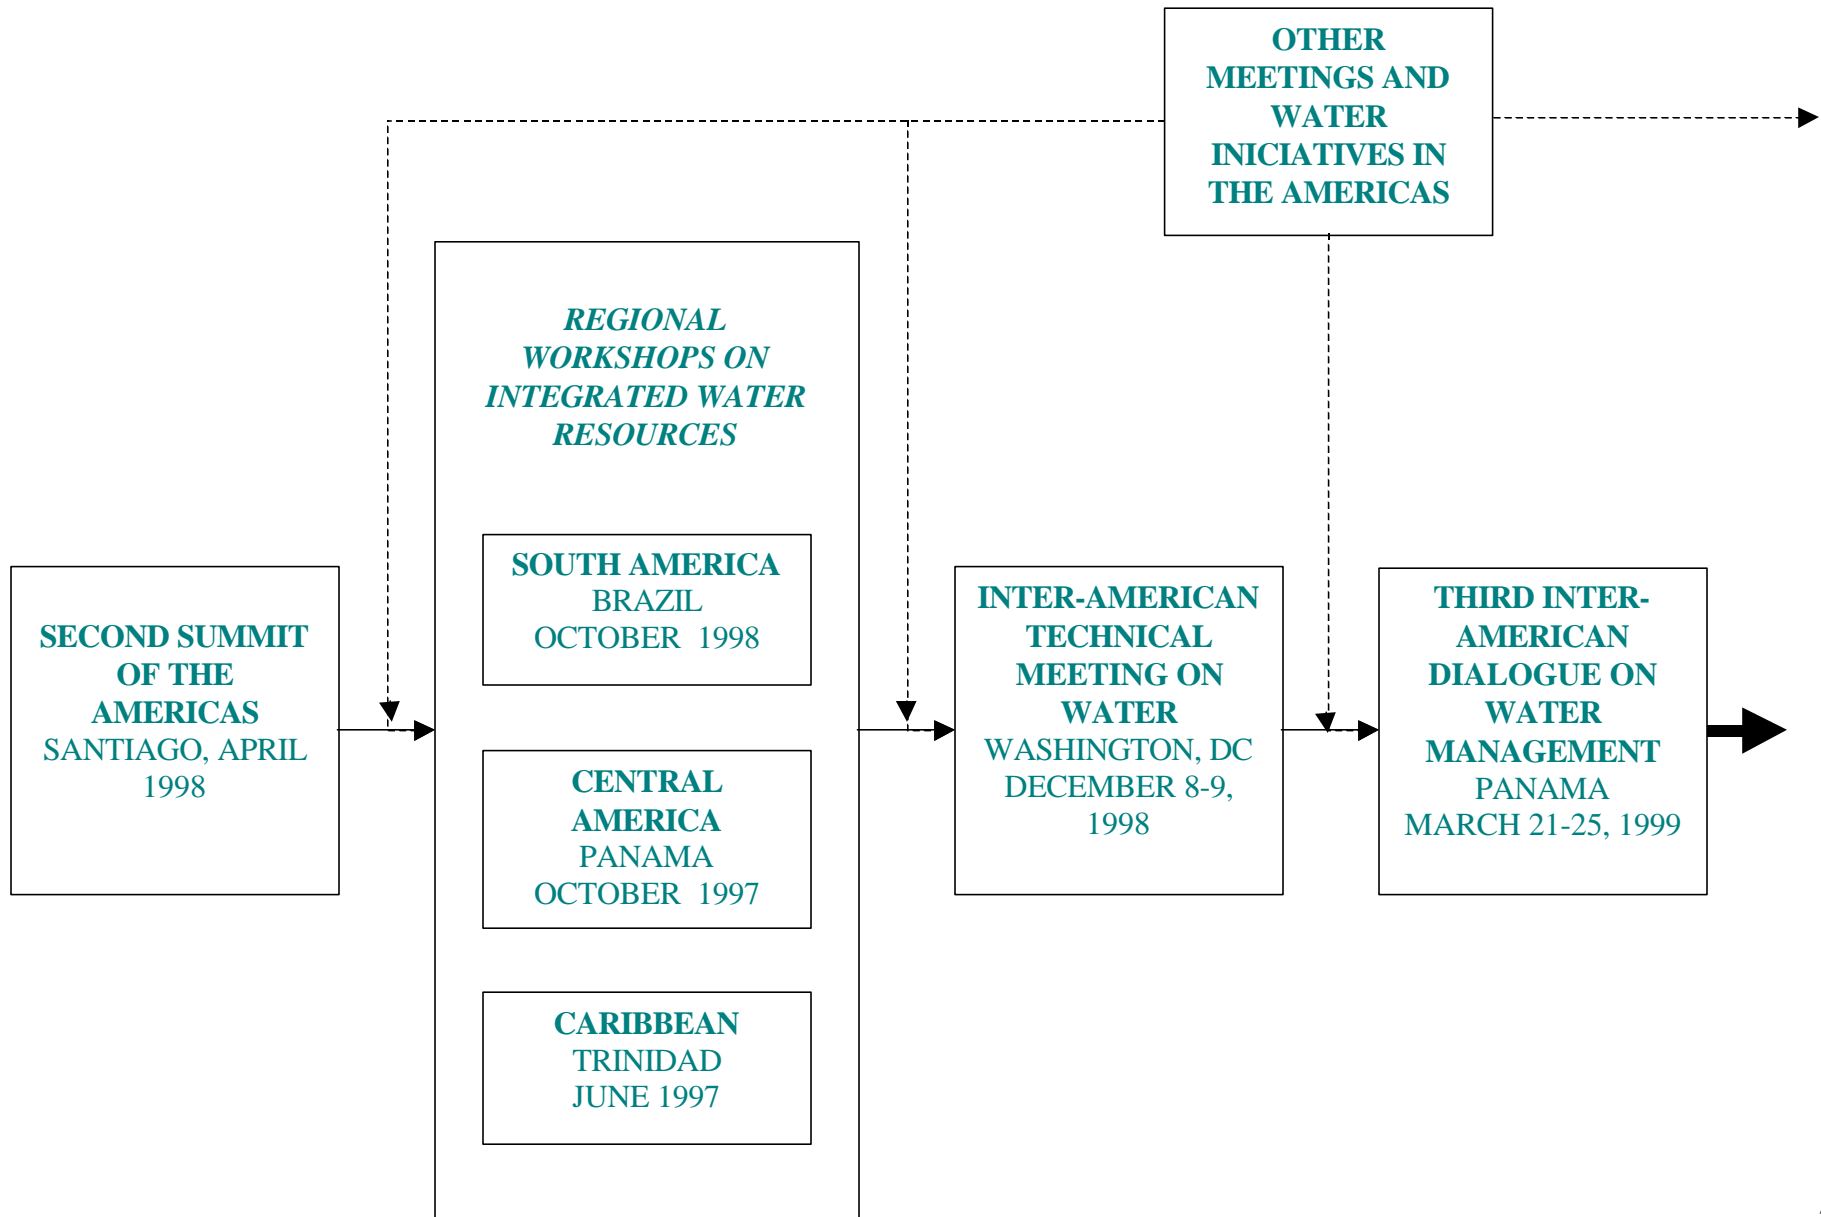 OTHER
MEETINGS AND
WATER
INICIATIVES IN
THE AMERICAS
REGIONAL
WORKSHOPS ON
INTEGRATED WATER
RESOURCES
SECOND SUMMIT
OF THE
AMERICAS
SANTIAGO, APRIL
1998
SOUTH AMERICA
BRAZIL
OCTOBER 1998
CENTRAL
AMERICA
PANAMA
OCTOBER 1997
CARIBBEAN
TRINIDAD
JUNE 1997
INTER-AMERICAN
TECHNICAL
MEETING ON
WATER
WASHINGTON, DC
DECEMBER 8-9,
1998
THIRD INTER-
AMERICAN
DIALOGUE ON
WATER
MANAGEMENT
PANAMA
MARCH 21-25, 1999